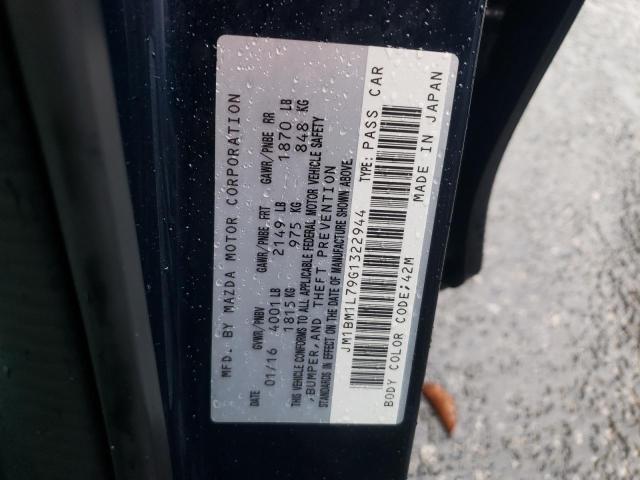 MFD. BY MAZDA MOTOR CORPORATION
DATE GVWR/PNBV GAWR/PNBE FRT GAWR/PNBE RR
01/16 4001 LB 2149 LB 1870 LB
1815 KG 975 KG 848 KG
THIS VEHICLE CONFORMS TO ALL APPLICABLE FEDERAL MOTOR VEHICLE SAFETY
,BUMPER,AND THEFT PREVENTION
STANDARDS IN EFFECT ON THE DATE OF MANUFACTURE SHOWN ABOVE.
JM1BM1L79G1322944 TYPE: PASS CAR
BODY COLOR CODE;42M MADE IN JAPAN